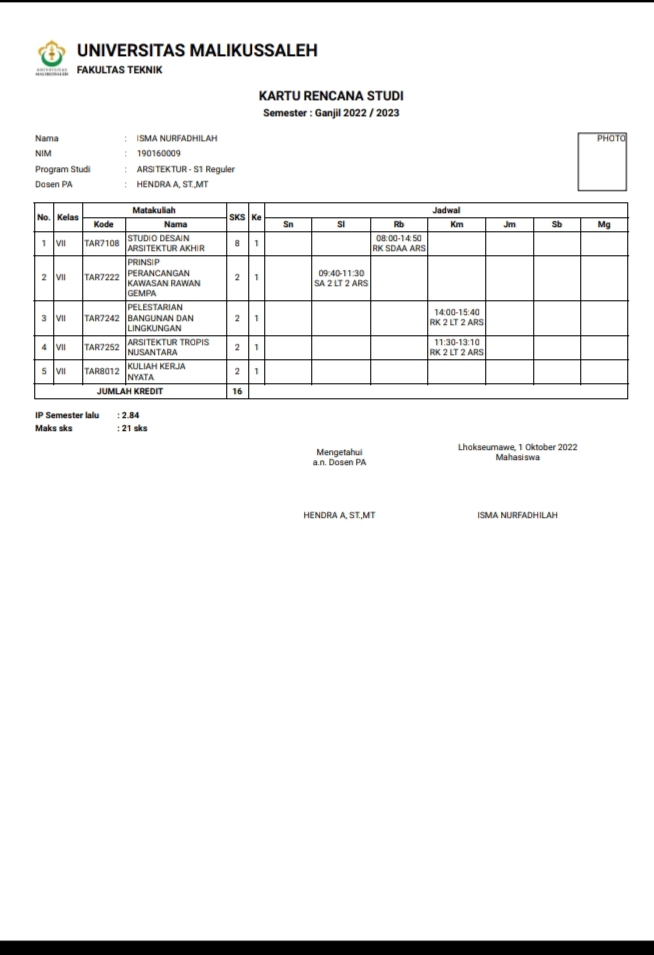 UNIVERSITAS MALIKUSSALEH
FAKULTAS TEKNIK
UNIVERSITAS
MALIKUSSALEH
KARTU RENCANA STUDI
Semester : Ganjil 2022 / 2023
Nama : ISMA NURFADHILAH
NIM : 190160009
Program Studi : ARSITEKTUR - S1 Reguler
Dosen PA : HENDRA A, ST.,MT
PHOTO
No. Kelas Matakuliah SKS Ke Jadwal
Kode Nama Sn Sl Rb Km Jm Sb Mg
1 VII TAR7108 STUDIO DESAIN ARSITEKTUR AKHIR 8 1 08:00-14:50 RK SDAA ARS
2 VII TAR7222 PRINSIP PERANCANGAN KAWASAN RAWAN GEMPA 2 1 09:40-11:30 SA 2 LT 2 ARS
3 VII TAR7242 PELESTARIAN BANGUNAN DAN LINGKUNGAN 2 1 14:00-15:40 RK 2 LT 2 ARS
4 VII TAR7252 ARSITEKTUR TROPIS NUSANTARA 2 1 11:30-13:10 RK 2 LT 2 ARS
5 VII TAR8012 KULIAH KERJA NYATA 2 1
JUMLAH KREDIT 16
IP Semester lalu : 2.84
Maks sks : 21 sks
Mengetahui
a.n. Dosen PA
Lhokseumawe, 1 Oktober 2022
Mahasiswa
HENDRA A, ST.,MT
ISMA NURFADHILAH